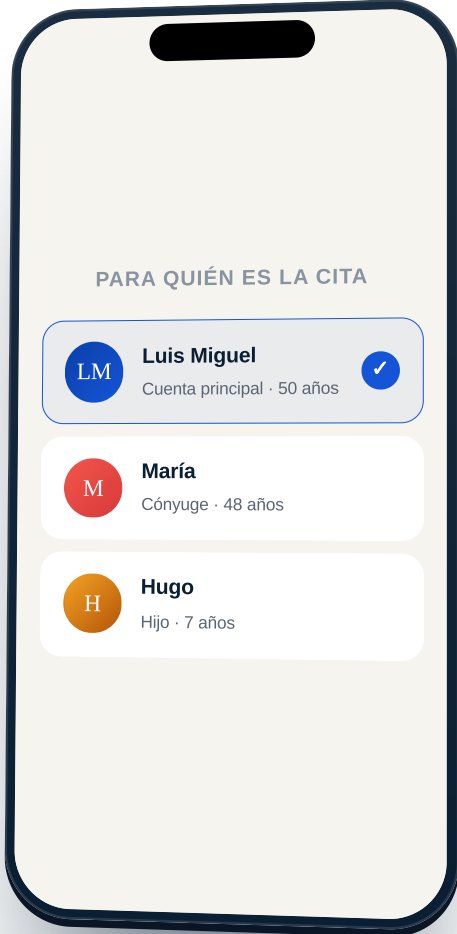 PARA QUIÉN ES LA CITA
LM
Luis Miguel
✓
Cuenta principal · 50 años
M
María
Cónyuge · 48 años
H
Hugo
Hijo · 7 años